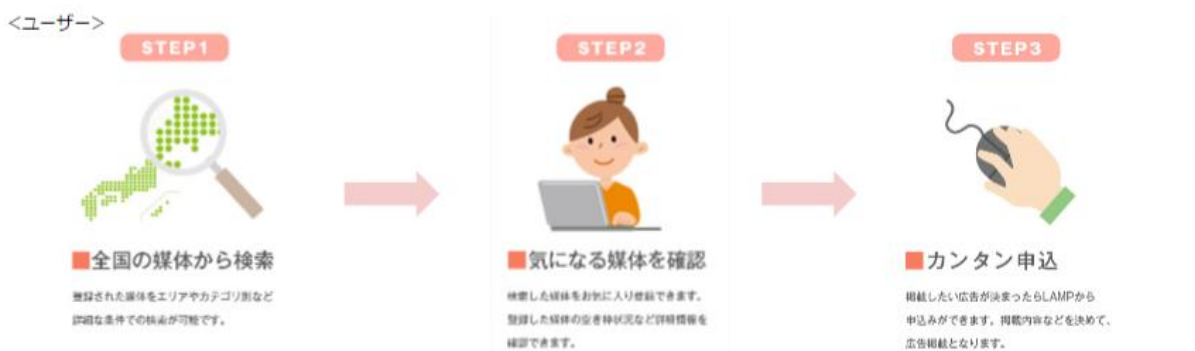 <ユーザー>
STEP1
■全国の媒体から検索
登録された媒体をエリアやカテゴリ別など
詳細な条件での検索が可能です。
STEP2
■気になる媒体を確認
検索した媒体をお気に入り登録できます。
登録した媒体の空き枠状況など詳細情報を
確認できます。
STEP3
■カンタン申込
掲載したい広告が決まったらLAMPから
申込みができます。掲載内容などを決めて、
広告掲載となります。